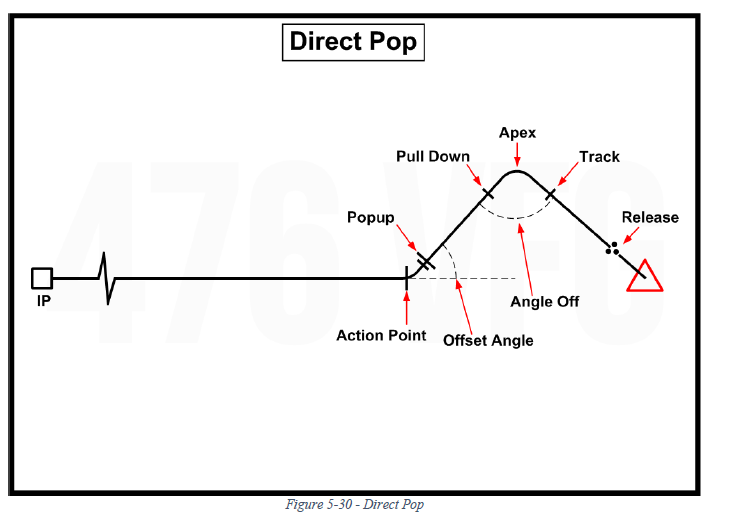 Direct Pop
Apex
Pull Down
Track
Popup
Release
IP
Angle Off
Action Point
Offset Angle
476 VFG
Figure 5-30 - Direct Pop